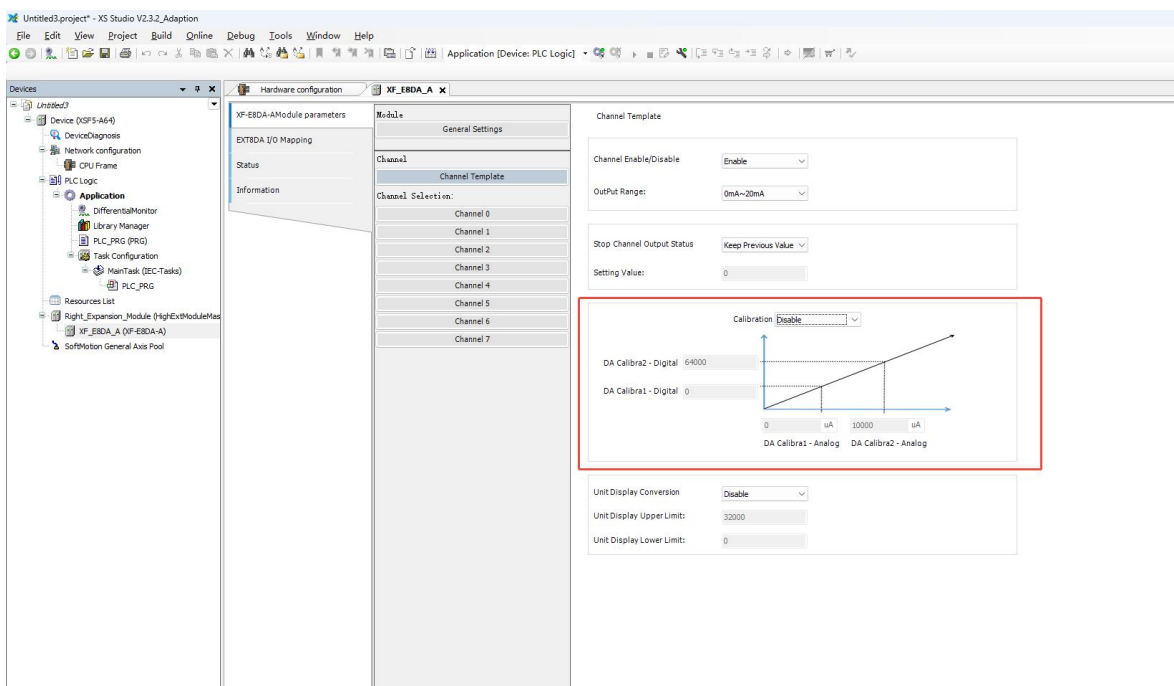 Untitled3.project* - XS Studio V2.3.2_Adaption
File Edit View Project Build Online Debug Tools Window Help
Application [Device: PLC Logic]
Devices
Hardware configuration
XF_E8DA_A X
Untitled3
Device (XSF5-A64)
DeviceDiagnosis
Network configuration
CPU Frame
PLC Logic
Application
DifferentialMonitor
Library Manager
PLC_PRG (PRG)
Task Configuration
MainTask (IEC-Tasks)
PLC_PRG
Resources List
Right_Expansion_Module (HighExtModuleMas
XF_E8DA_A (XF-E8DA-A)
SoftMotion General Axis Pool
XF-E8DA-AModule parameters
EXT8DA I/O Mapping
Status
Information
Module
General Settings
Channel
Channel Template
Channel Selection:
Channel 0
Channel 1
Channel 2
Channel 3
Channel 4
Channel 5
Channel 6
Channel 7
Channel Template
Channel Enable/Disable Enable
OutPut Range: 0mA~20mA
Stop Channel Output Status Keep Previous Value
Setting Value: 0
Calibration Disable
DA Calibra2 - Digital 64000
DA Calibra1 - Digital 0
0 uA 10000 uA
DA Calibra1 - Analog DA Calibra2 - Analog
Unit Display Conversion Disable
Unit Display Upper Limit: 32000
Unit Display Lower Limit: 0